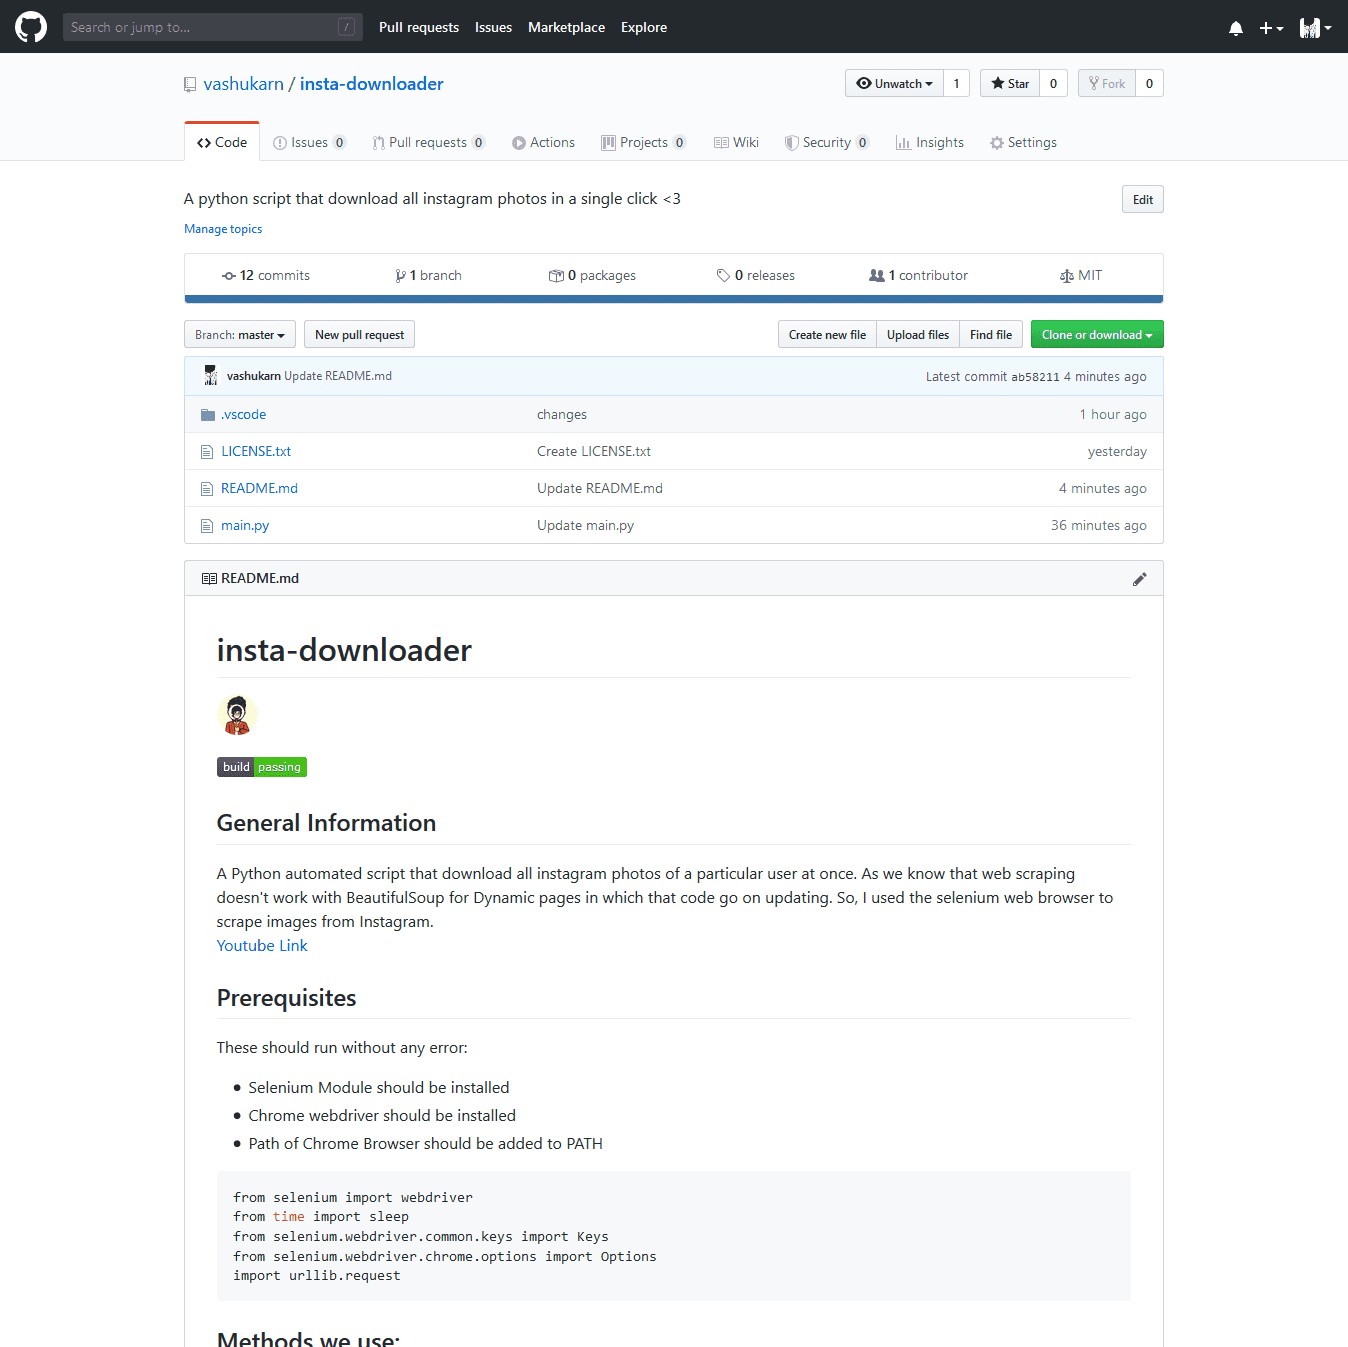 Search or jump to... /
Pull requests Issues Marketplace Explore
vashukarn / insta-downloader
Unwatch 1 Star 0 Fork 0
Code Issues 0 Pull requests 0 Actions Projects 0 Wiki Security 0 Insights Settings
A python script that download all instagram photos in a single click <3
Edit
Manage topics
12 commits 1 branch 0 packages 0 releases 1 contributor MIT
Branch: master New pull request Create new file Upload files Find file Clone or download
vashukarn Update README.md Latest commit ab58211 4 minutes ago
.vscode changes 1 hour ago
LICENSE.txt Create LICENSE.txt yesterday
README.md Update README.md 4 minutes ago
main.py Update main.py 36 minutes ago
README.md
insta-downloader
build passing
General Information
A Python automated script that download all instagram photos of a particular user at once. As we know that web scraping
doesn't work with BeautifulSoup for Dynamic pages in which that code go on updating. So, I used the selenium web browser to
scrape images from Instagram.
Youtube Link
Prerequisites
These should run without any error:
• Selenium Module should be installed
• Chrome webdriver should be installed
• Path of Chrome Browser should be added to PATH
from selenium import webdriver
from time import sleep
from selenium.webdriver.common.keys import Keys
from selenium.webdriver.chrome.options import Options
import urllib.request
Methods we use: